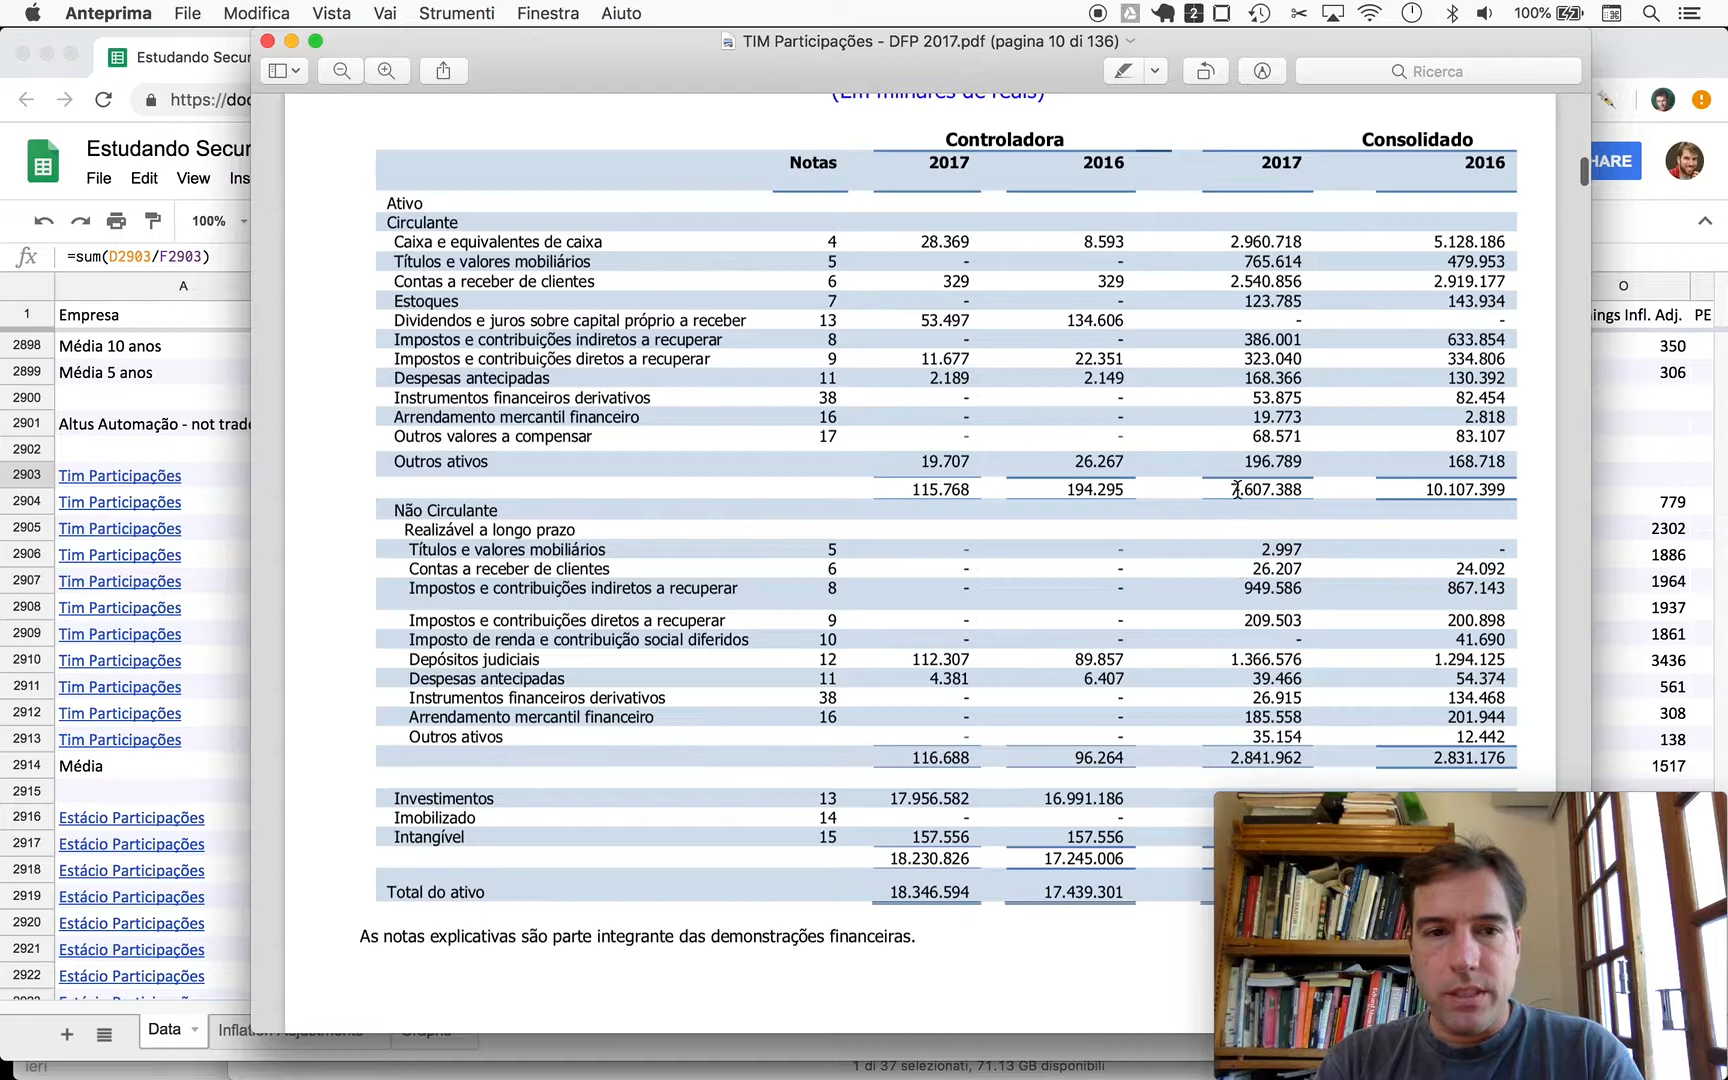 Anteprima File Modifica Vista Vai Strumenti Finestra Aiuto 2 100%
TIM Participações - DFP 2017.pdf (pagina 10 di 136)
Ricerca
Estudando Secur
https://doc
Estudando Secur
File Edit View Ins
HARE
100%
fx =sum(D2903/F2903)
A O
1 Empresa ings Infl. Adj. PE
2898 Média 10 anos 350
2899 Média 5 anos 306
2900
2901 Altus Automação - not trade
2902
2903 Tim Participações
2904 Tim Participações 779
2905 Tim Participações 2302
2906 Tim Participações 1886
2907 Tim Participações 1964
2908 Tim Participações 1937
2909 Tim Participações 1861
2910 Tim Participações 3436
2911 Tim Participações 561
2912 Tim Participações 308
2913 Tim Participações 138
2914 Média 1517
2915
2916 Estácio Participações
2917 Estácio Participações
2918 Estácio Participações
2919 Estácio Participações
2920 Estácio Participações
2921 Estácio Participações
2922 Estácio Participações
Data
(Em milhares de reais)
Controladora Consolidado
Notas 2017 2016 2017 2016
Ativo
Circulante
Caixa e equivalentes de caixa 4 28.369 8.593 2.960.718 5.128.186
Títulos e valores mobiliários 5 - - 765.614 479.953
Contas a receber de clientes 6 329 329 2.540.856 2.919.177
Estoques 7 - - 123.785 143.934
Dividendos e juros sobre capital próprio a receber 13 53.497 134.606 - -
Impostos e contribuições indiretos a recuperar 8 - - 386.001 633.854
Impostos e contribuições diretos a recuperar 9 11.677 22.351 323.040 334.806
Despesas antecipadas 11 2.189 2.149 168.366 130.392
Instrumentos financeiros derivativos 38 - - 53.875 82.454
Arrendamento mercantil financeiro 16 - - 19.773 2.818
Outros valores a compensar 17 - - 68.571 83.107
Outros ativos 19.707 26.267 196.789 168.718
115.768 194.295 7.607.388 10.107.399
Não Circulante
Realizável a longo prazo
Títulos e valores mobiliários 5 - - 2.997 -
Contas a receber de clientes 6 - - 26.207 24.092
Impostos e contribuições indiretos a recuperar 8 - - 949.586 867.143
Impostos e contribuições diretos a recuperar 9 - - 209.503 200.898
Imposto de renda e contribuição social diferidos 10 - - - 41.690
Depósitos judiciais 12 112.307 89.857 1.366.576 1.294.125
Despesas antecipadas 11 4.381 6.407 39.466 54.374
Instrumentos financeiros derivativos 38 - - 26.915 134.468
Arrendamento mercantil financeiro 16 - - 185.558 201.944
Outros ativos - - 35.154 12.442
116.688 96.264 2.841.962 2.831.176
Investimentos 13 17.956.582 16.991.186
Imobilizado 14 - -
Intangível 15 157.556 157.556
18.230.826 17.245.006
Total do ativo 18.346.594 17.439.301
As notas explicativas são parte integrante das demonstrações financeiras.
1 di 37 selezionati, 71.13 GB disponibili